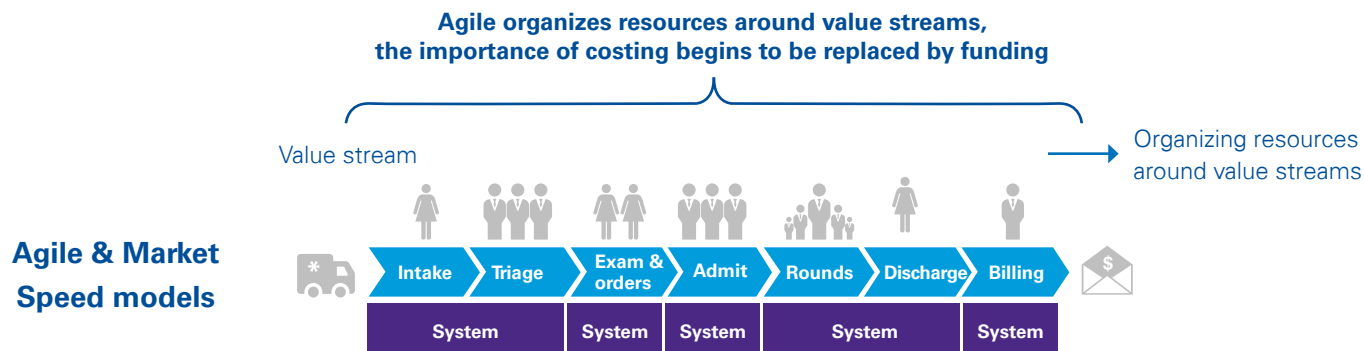 Agile organizes resources around value streams,
the importance of costing begins to be replaced by funding
Value stream
Organizing resources
around value streams
Agile & Market
Speed models
*
Intake
Triage
Exam &
orders
Admit
Rounds
Discharge
Billing
$
System
System
System
System
System